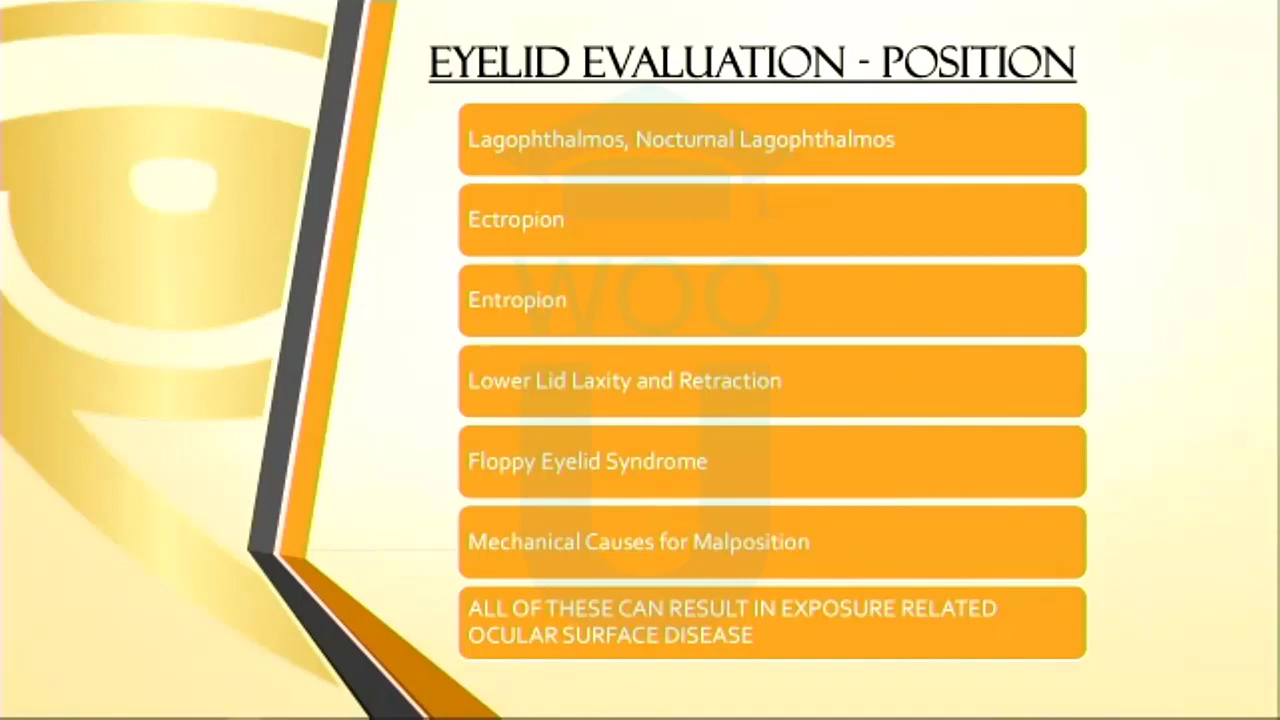 EYELID EVALUATION - POSITION
Lagophthalmos, Nocturnal Lagophthalmos
Ectropion
Entropion
Lower Lid Laxity and Retraction
Floppy Eyelid Syndrome
Mechanical Causes for Malposition
ALL OF THESE CAN RESULT IN EXPOSURE RELATED
OCULAR SURFACE DISEASE
WOO
U